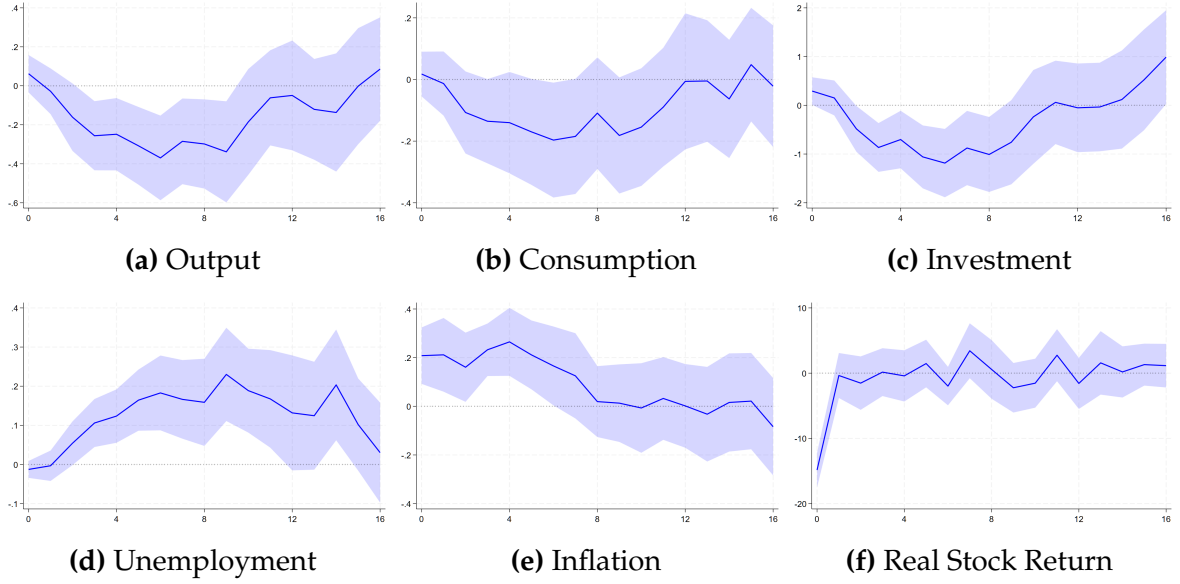 .4
.2
0
-.2
-.4
-.6
0 4 8 12 16
(a) Output
.2
0
-.2
-.4
0 4 8 12 16
(b) Consumption
2
1
0
-1
-2
0 4 8 12 16
(c) Investment
.4
.3
.2
.1
0
-.1
0 4 8 12 16
(d) Unemployment
.4
.2
0
-.2
-.4
0 4 8 12 16
(e) Inflation
10
0
-10
-20
0 4 8 12 16
(f) Real Stock Return